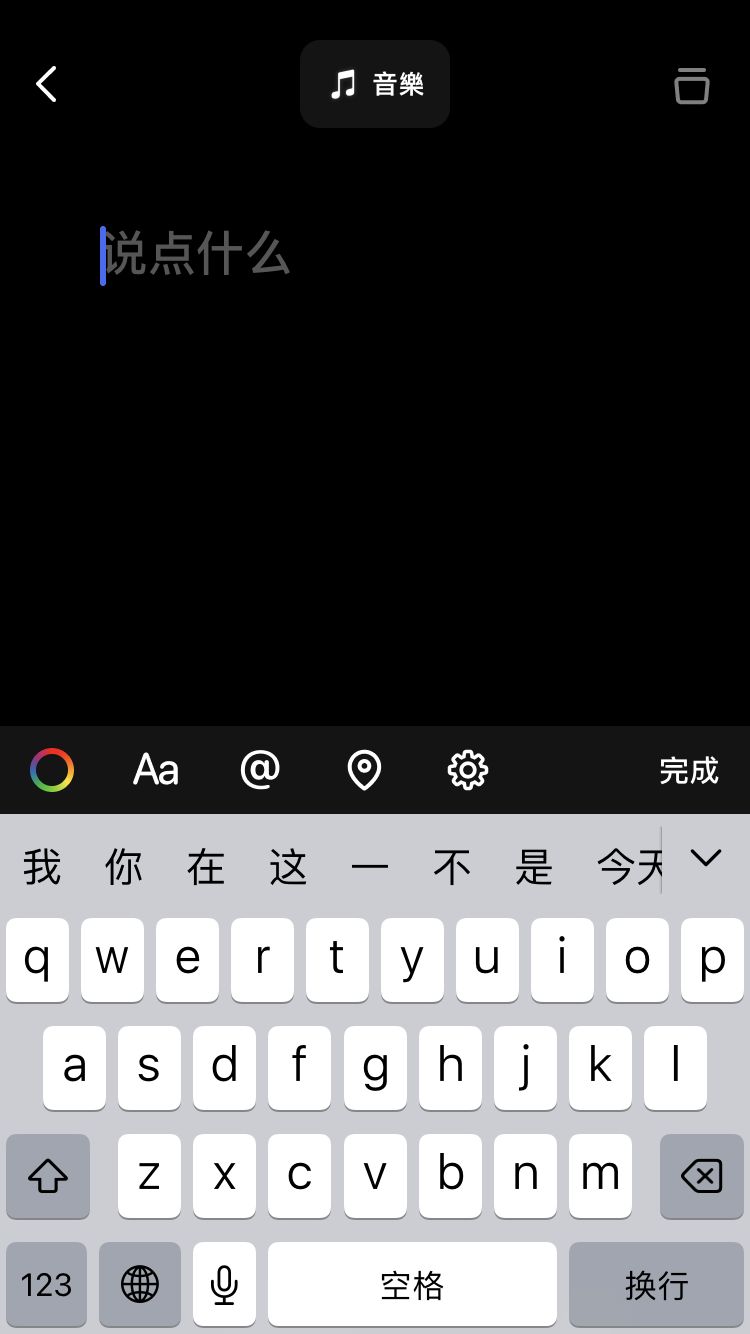 音樂
说点什么
Aa @ 完成
我 你 在 这 一 不 是 今天
q w e r t y u i o p
a s d f g h j k l
z x c v b n m
123 空格 换行